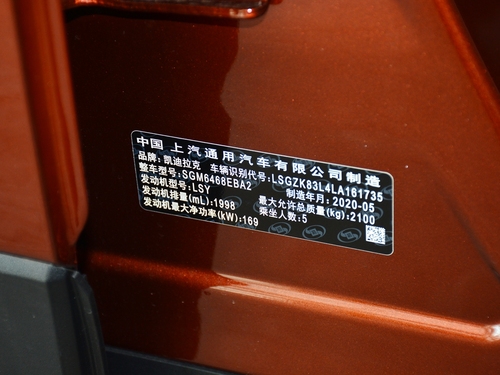 中国 上汽通用汽车有限公司制造
品牌:凯迪拉克 车辆识别代号:LSGZK83L4LA161735
整车型号:SGM6468EBA2 制造年月:2020-05
发动机型号:LSY 最大允许总质量(kg):2100
发动机排量(mL):1998 乘坐人数:5
发动机最大净功率(kW):169